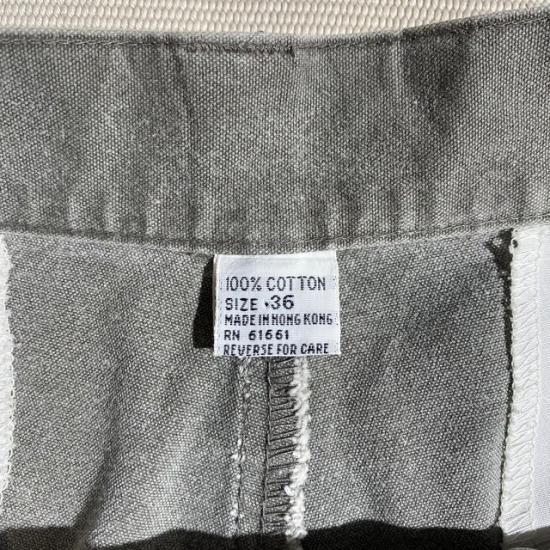 100% COTTON
SIZE •36
MADE IN HONG KONG
RN 61661
REVERSE FOR CARE